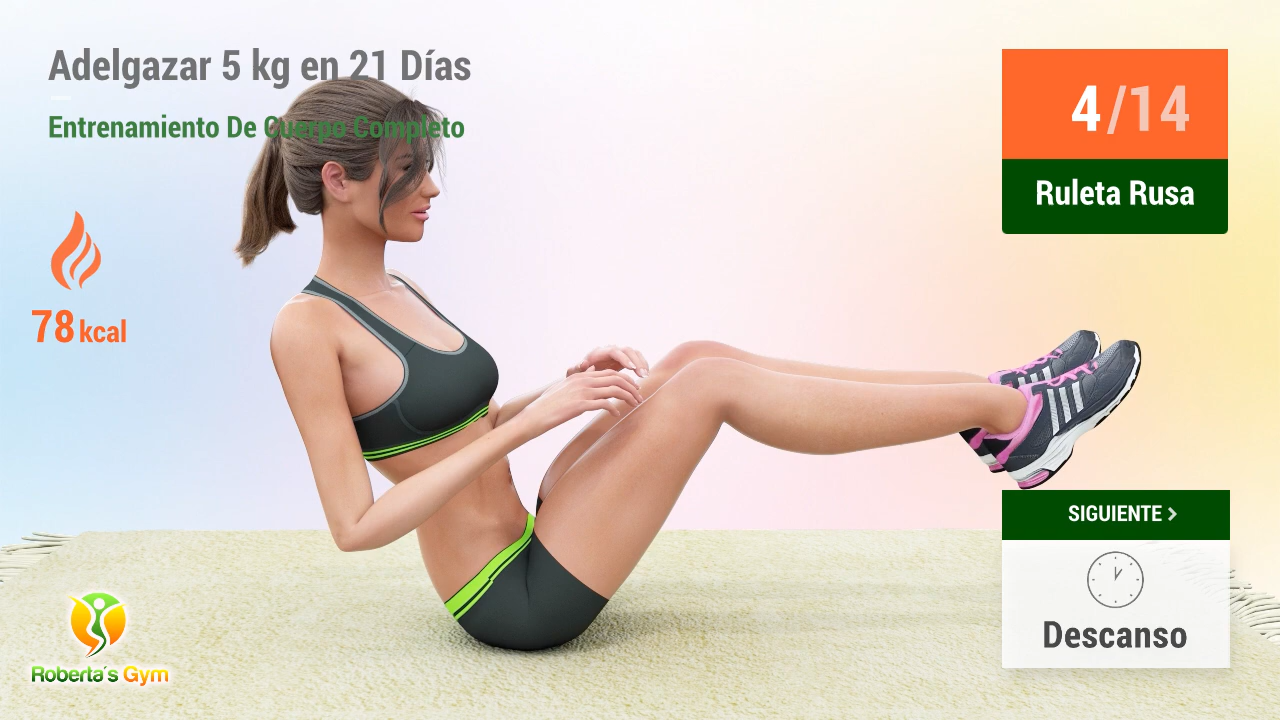 Adelgazar 5 kg en 21 Días
Entrenamiento De Cuerpo Completo
4/14
Ruleta Rusa
78 kcal
SIGUIENTE >
Descanso
Roberta´s Gym